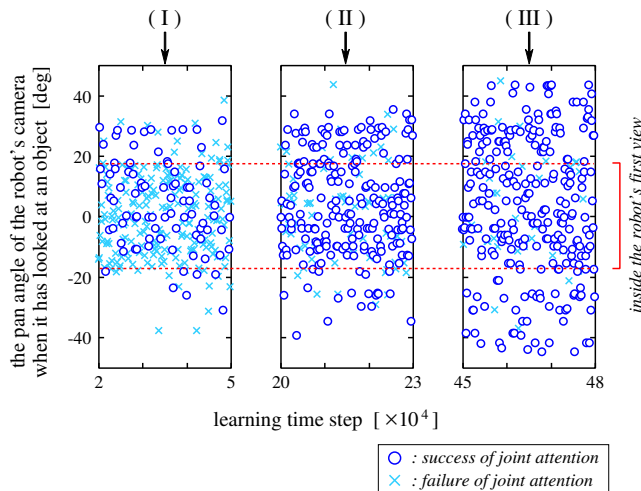 ( I ) ( II ) ( III )
the pan angle of the robot's camera
when it has looked at an object [deg]
40
20
0
-20
-40
2 5 20 23 45 48
inside the robot's first view
learning time step [ ×10⁴ ]
○ : success of joint attention
× : failure of joint attention